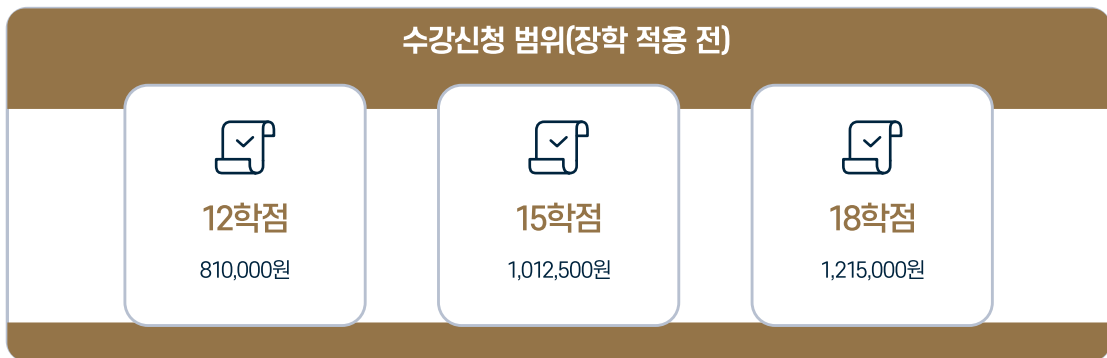 수강신청 범위(장학 적용 전)
12학점
810,000원
15학점
1,012,500원
18학점
1,215,000원